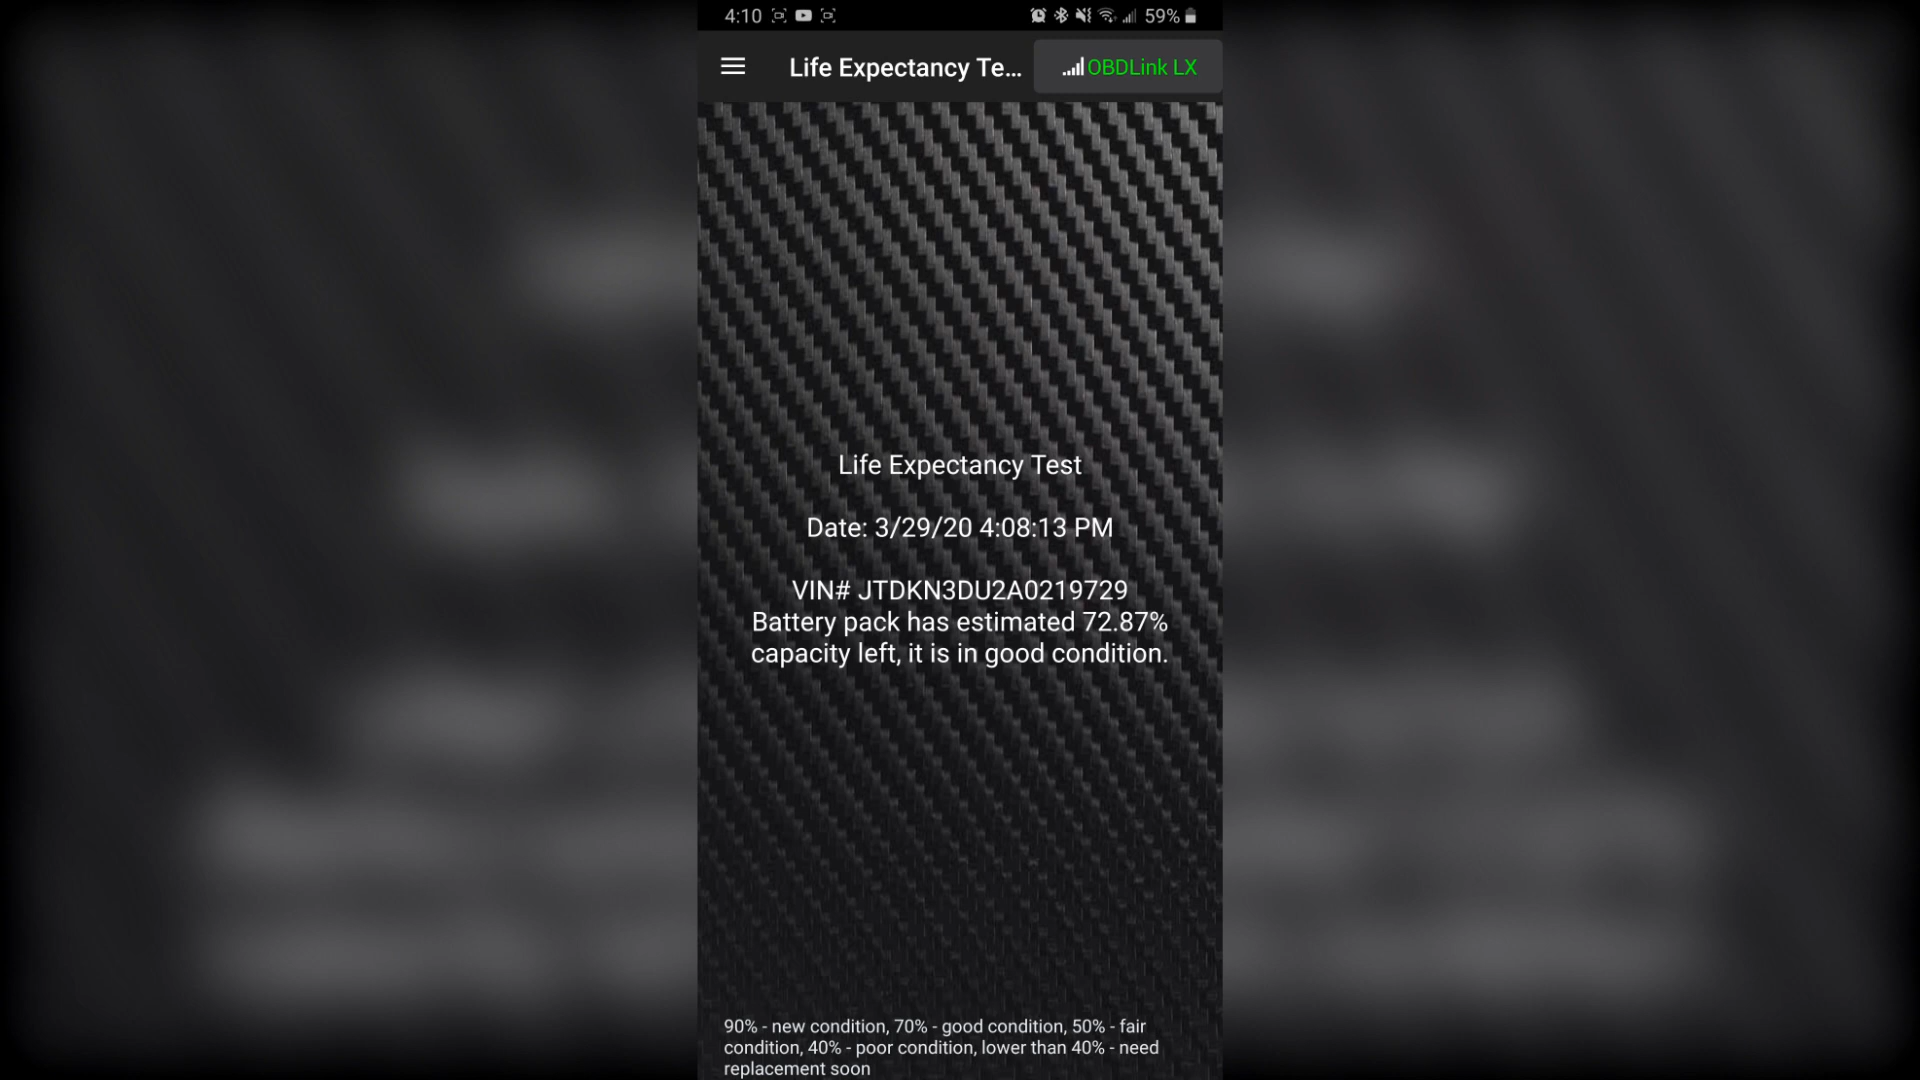 4:10 59%
Life Expectancy Te... OBDLink LX
Life Expectancy Test
Date: 3/29/20 4:08:13 PM
VIN# JTDKN3DU2A0219729
Battery pack has estimated 72.87%
capacity left, it is in good condition.
90% - new condition, 70% - good condition, 50% - fair
condition, 40% - poor condition, lower than 40% - need
replacement soon